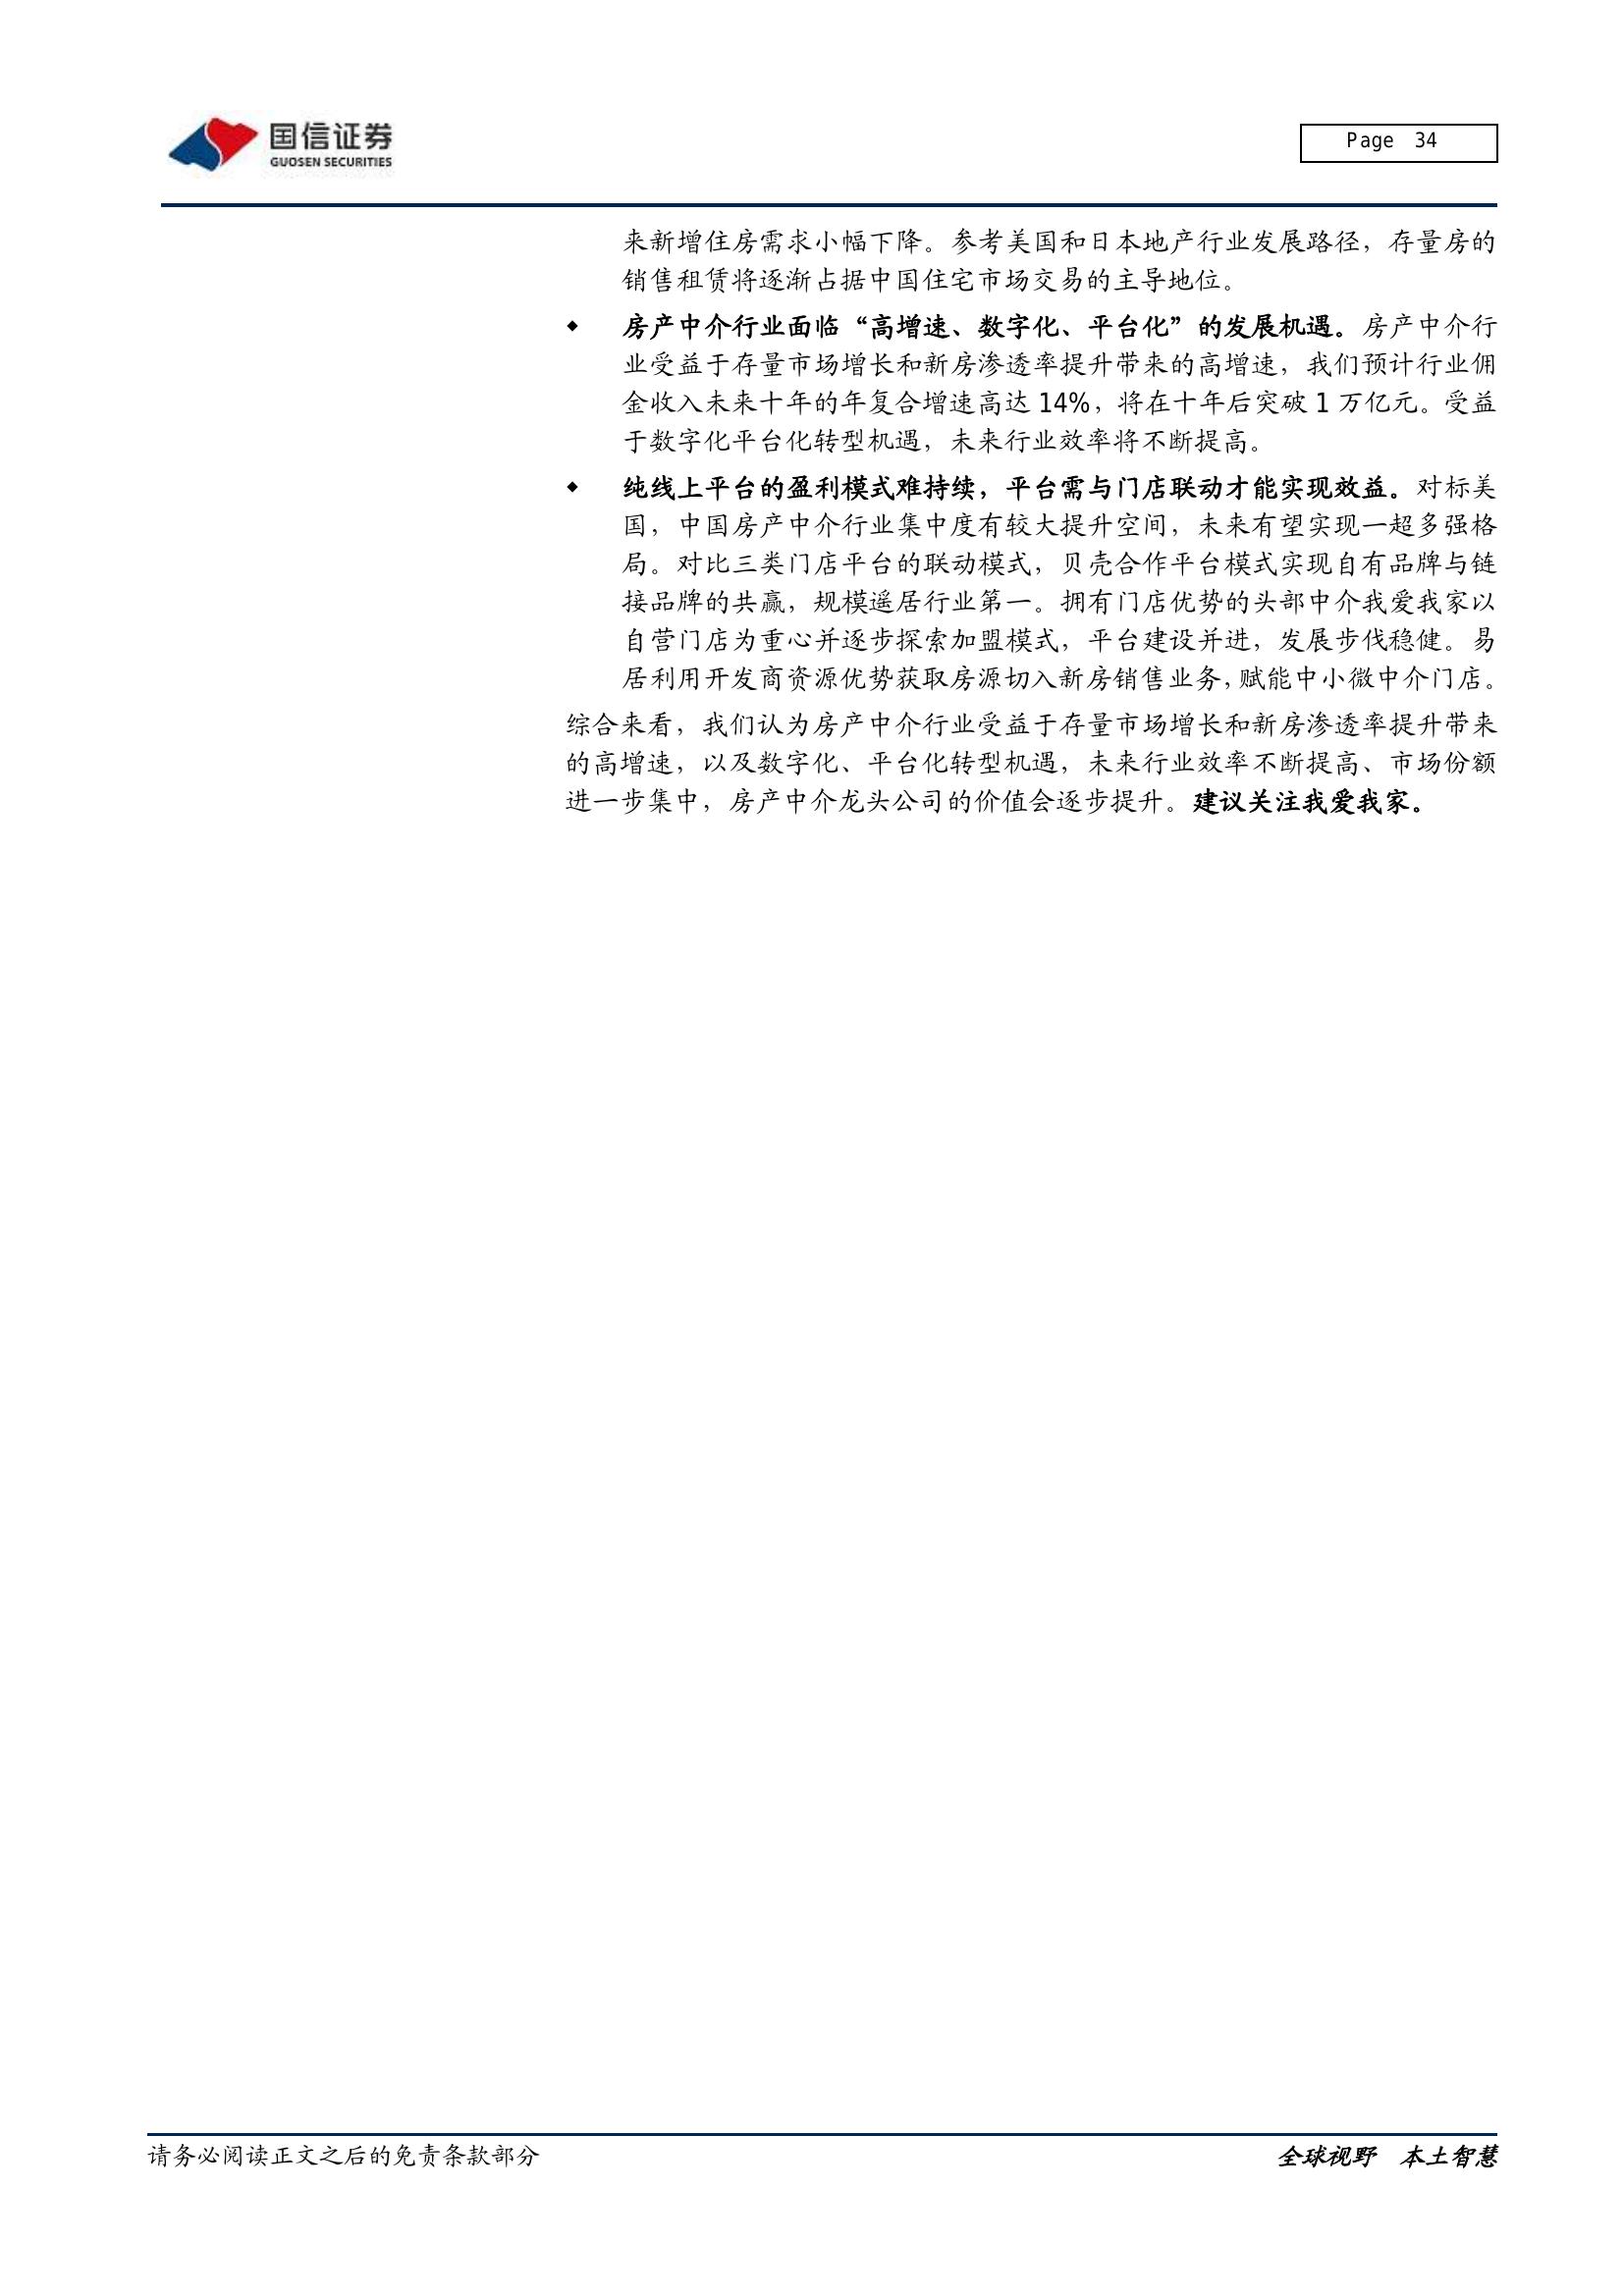 国信证券
GUOSEN SECURITIES
Page 34
来新增住房需求小幅下降。参考美国和日本地产行业发展路径，存量房的
销售租赁将逐渐占据中国住宅市场交易的主导地位。
◆ 房产中介行业面临“高增速、数字化、平台化”的发展机遇。房产中介行
业受益于存量市场增长和新房渗透率提升带来的高增速，我们预计行业佣
金收入未来十年的年复合增速高达 14%，将在十年后突破 1 万亿元。受益
于数字化平台化转型机遇，未来行业效率将不断提高。
◆ 纯线上平台的盈利模式难持续，平台需与门店联动才能实现效益。对标美
国，中国房产中介行业集中度有较大提升空间，未来有望实现一超多强格
局。对比三类门店平台的联动模式，贝壳合作平台模式实现自有品牌与链
接品牌的共赢，规模遥居行业第一。拥有门店优势的头部中介我爱我家以
自营门店为重心并逐步探索加盟模式，平台建设并进，发展步伐稳健。易
居利用开发商资源优势获取房源切入新房销售业务，赋能中小微中介门店。
综合来看，我们认为房产中介行业受益于存量市场增长和新房渗透率提升带来
的高增速，以及数字化、平台化转型机遇，未来行业效率不断提高、市场份额
进一步集中，房产中介龙头公司的价值会逐步提升。建议关注我爱我家。
请务必阅读正文之后的免责条款部分
全球视野 本土智慧